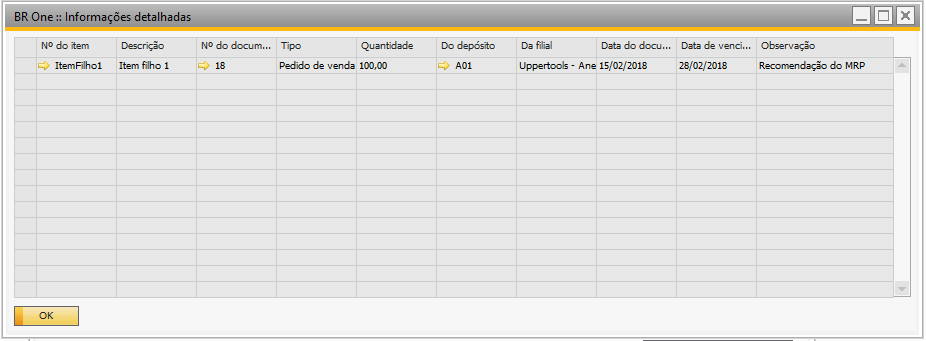 BR One :: Informações detalhadas
Nº do item Descrição Nº do docum... Tipo Quantidade Do depósito Da filial Data do docu... Data de venci... Observação
ItemFilho1 Item filho 1 18 Pedido de venda 100,00 A01 Uppertools - Ane 15/02/2018 28/02/2018 Recomendação do MRP
OK